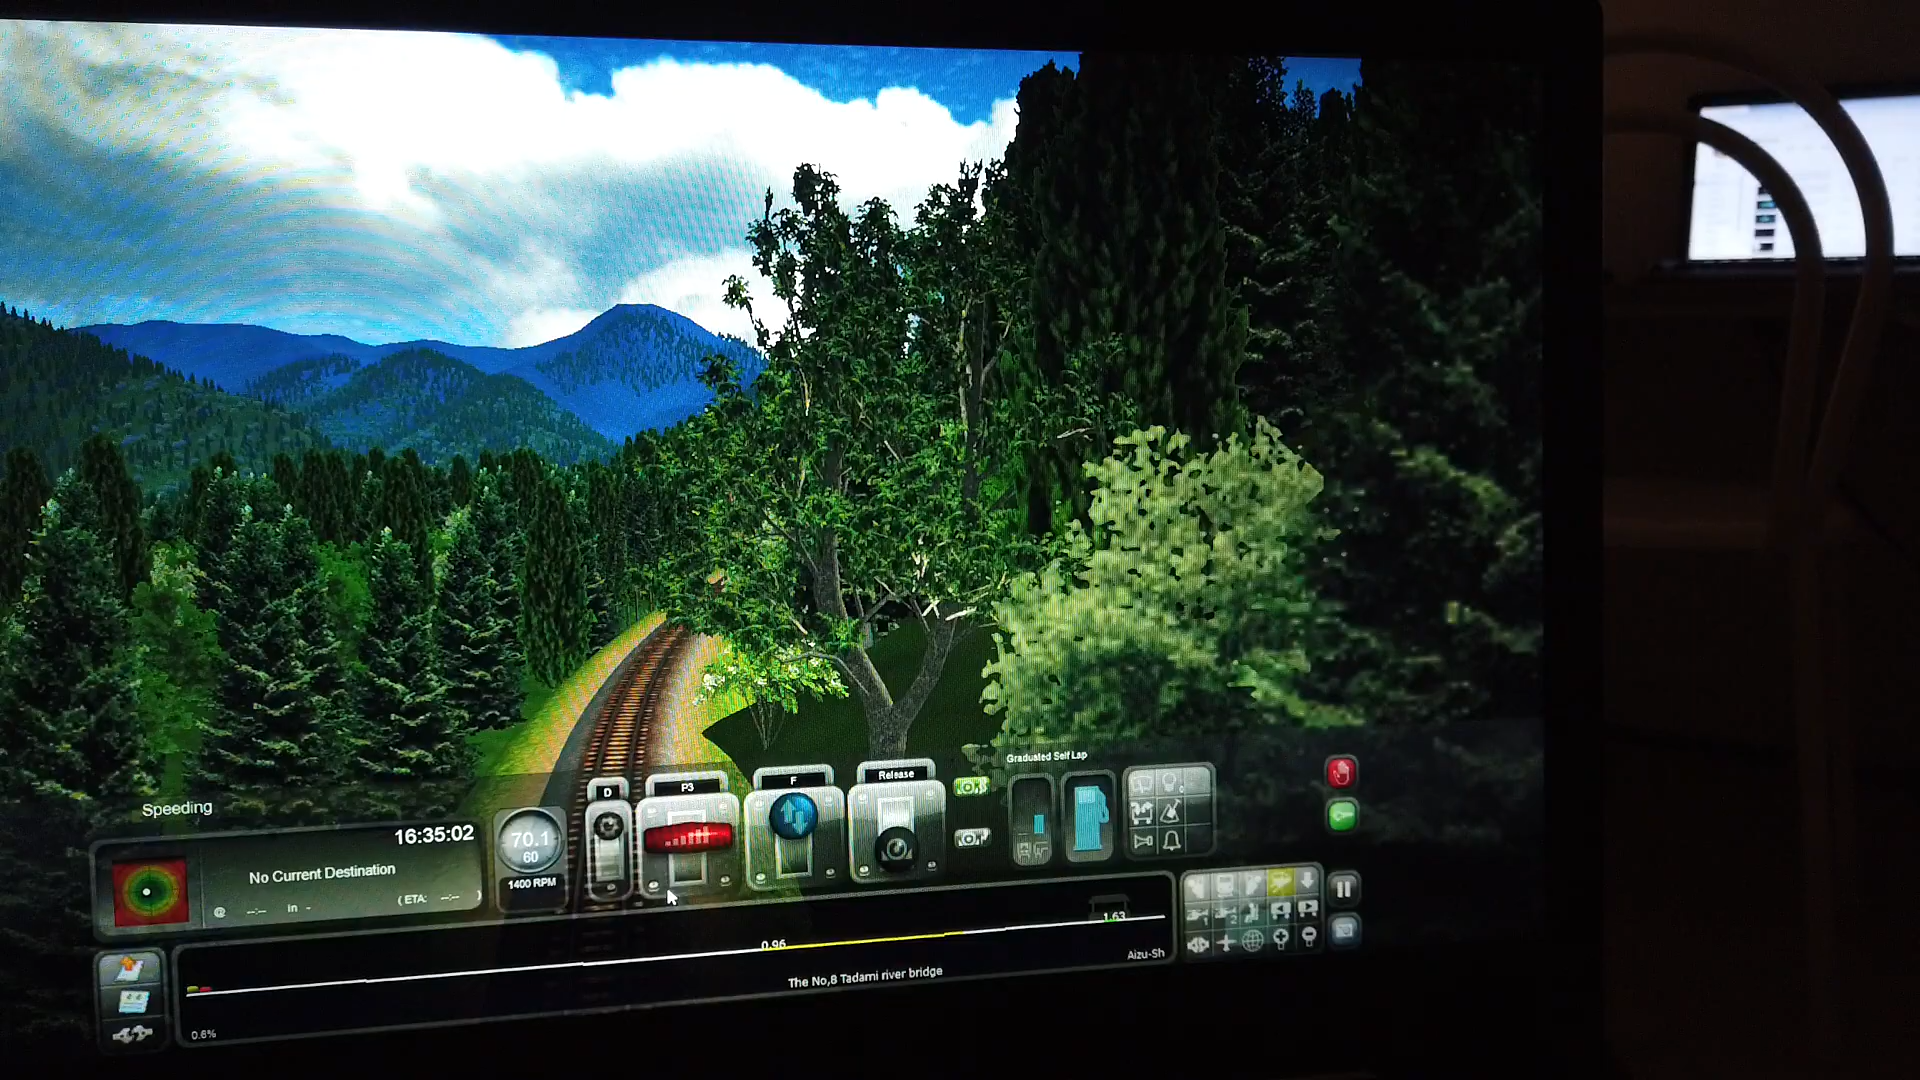 Graduated Self Lap
Release
F
P3
D
Speeding
16:35:02
No Current Destination
@ --:-- in - ( ETA: --:-- )
70.1
60
1400 RPM
1.63
0.96
Aizu-Sh
The No,8 Tadami river bridge
0.6%